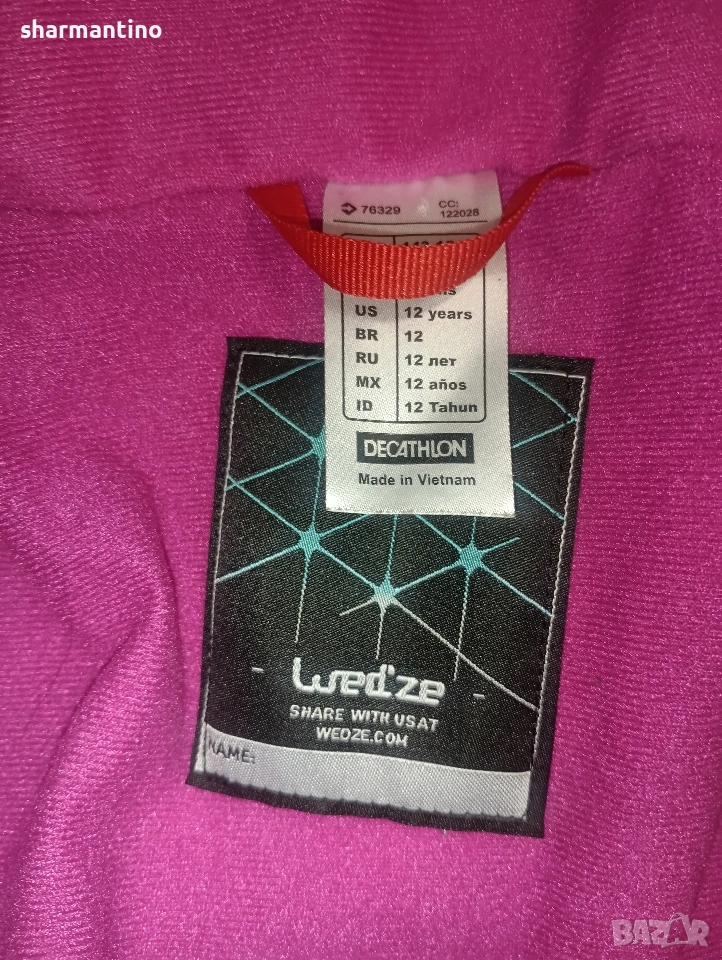 sharmantino
76329 CC:
122028
US 12 years
BR 12
RU 12 лет
MX 12 años
ID 12 Tahun
DECATHLON
Made in Vietnam
wed'ze
SHARE WITH US AT
WEDZE.COM
NAME:
BAZAR